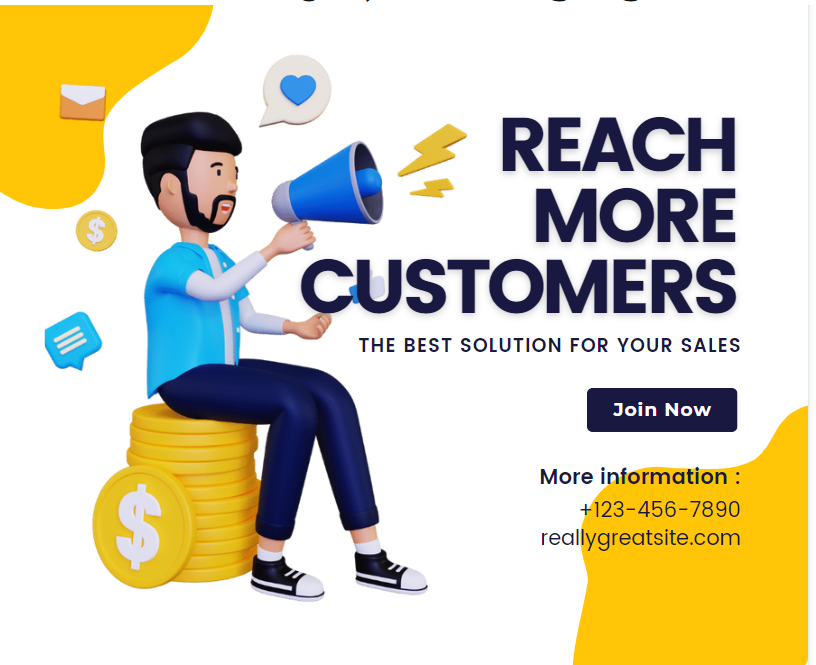 REACH
MORE
CUSTOMERS
THE BEST SOLUTION FOR YOUR SALES
Join Now
More information :
+123-456-7890
reallygreatsite.com
$
$